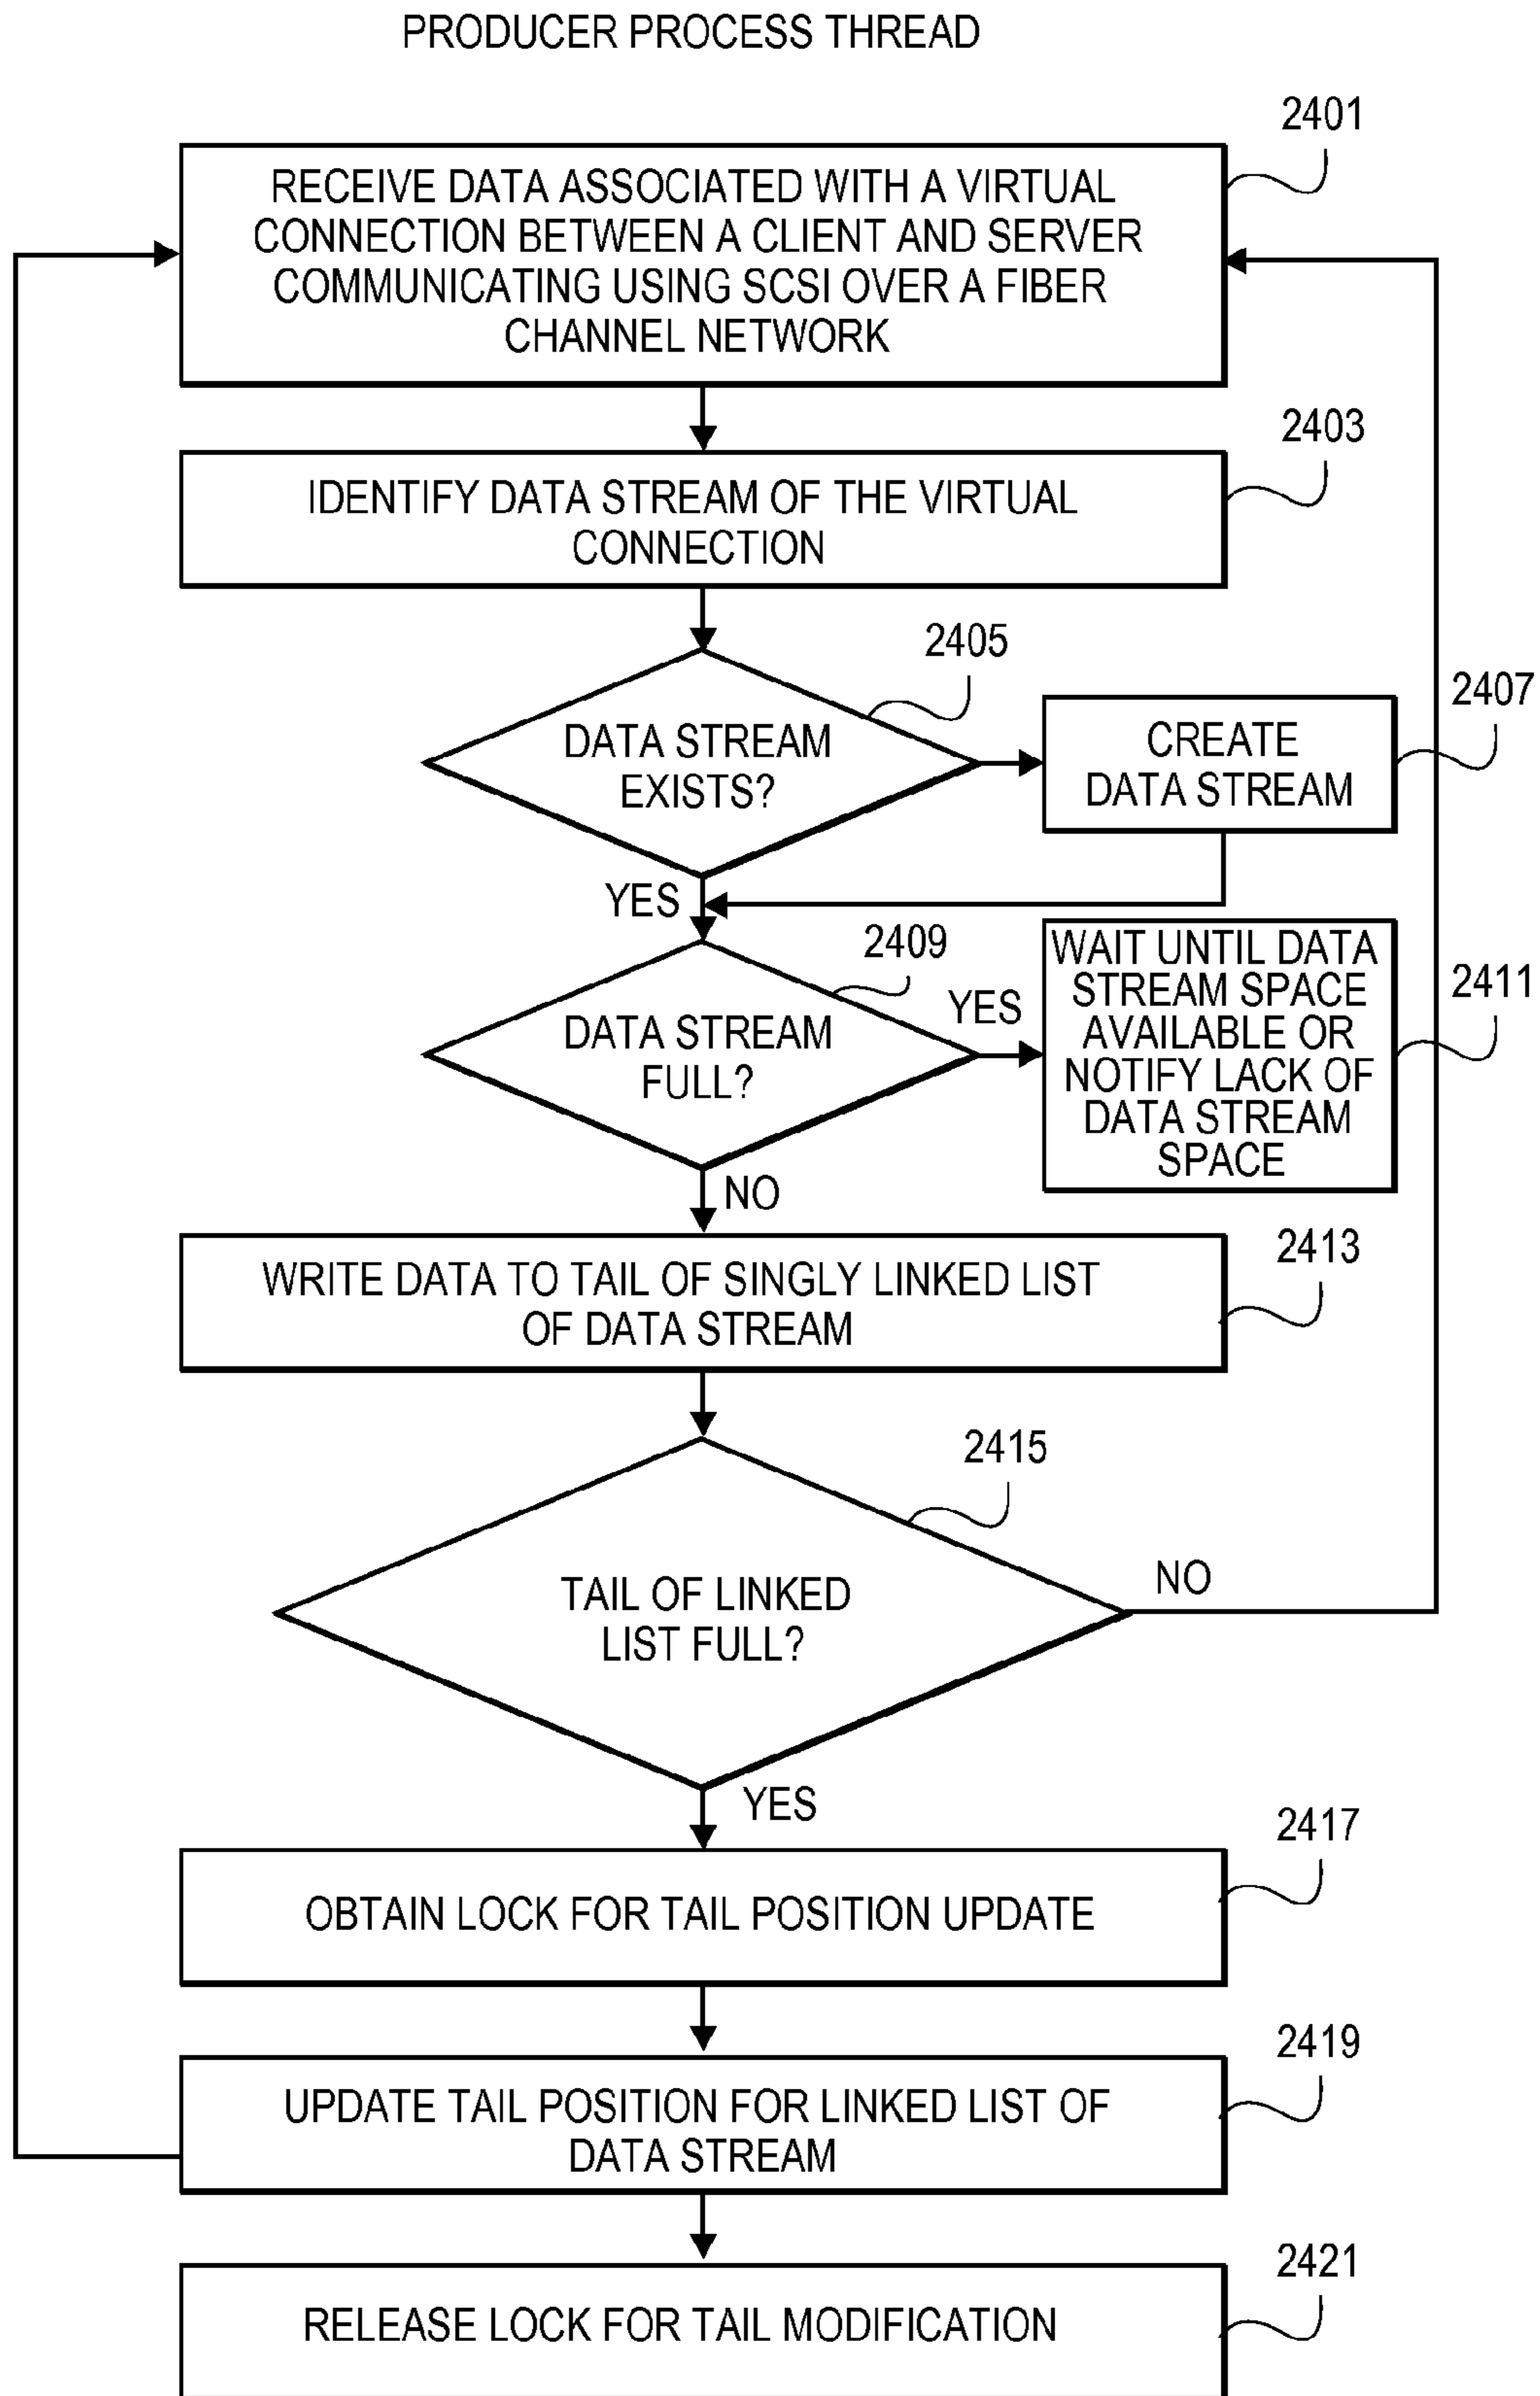 PRODUCER PROCESS THREAD
2401
RECEIVE DATA ASSOCIATED WITH A VIRTUAL
CONNECTION BETWEEN A CLIENT AND SERVER
COMMUNICATING USING SCSI OVER A FIBER
CHANNEL NETWORK
2403
IDENTIFY DATA STREAM OF THE VIRTUAL
CONNECTION
2405
DATA STREAM
EXISTS?
2407
CREATE
DATA STREAM
YES
2409
DATA STREAM
FULL?
YES
2411
WAIT UNTIL DATA
STREAM SPACE
AVAILABLE OR
NOTIFY LACK OF
DATA STREAM
SPACE
NO
2413
WRITE DATA TO TAIL OF SINGLY LINKED LIST
OF DATA STREAM
2415
TAIL OF LINKED
LIST FULL?
NO
YES
2417
OBTAIN LOCK FOR TAIL POSITION UPDATE
2419
UPDATE TAIL POSITION FOR LINKED LIST OF
DATA STREAM
2421
RELEASE LOCK FOR TAIL MODIFICATION